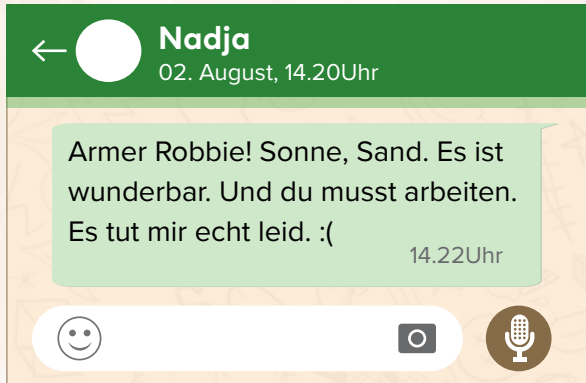 Nadja
02. August, 14.20Uhr
Armer Robbie! Sonne, Sand. Es ist
wunderbar. Und du musst arbeiten.
Es tut mir echt leid. :(
14.22Uhr